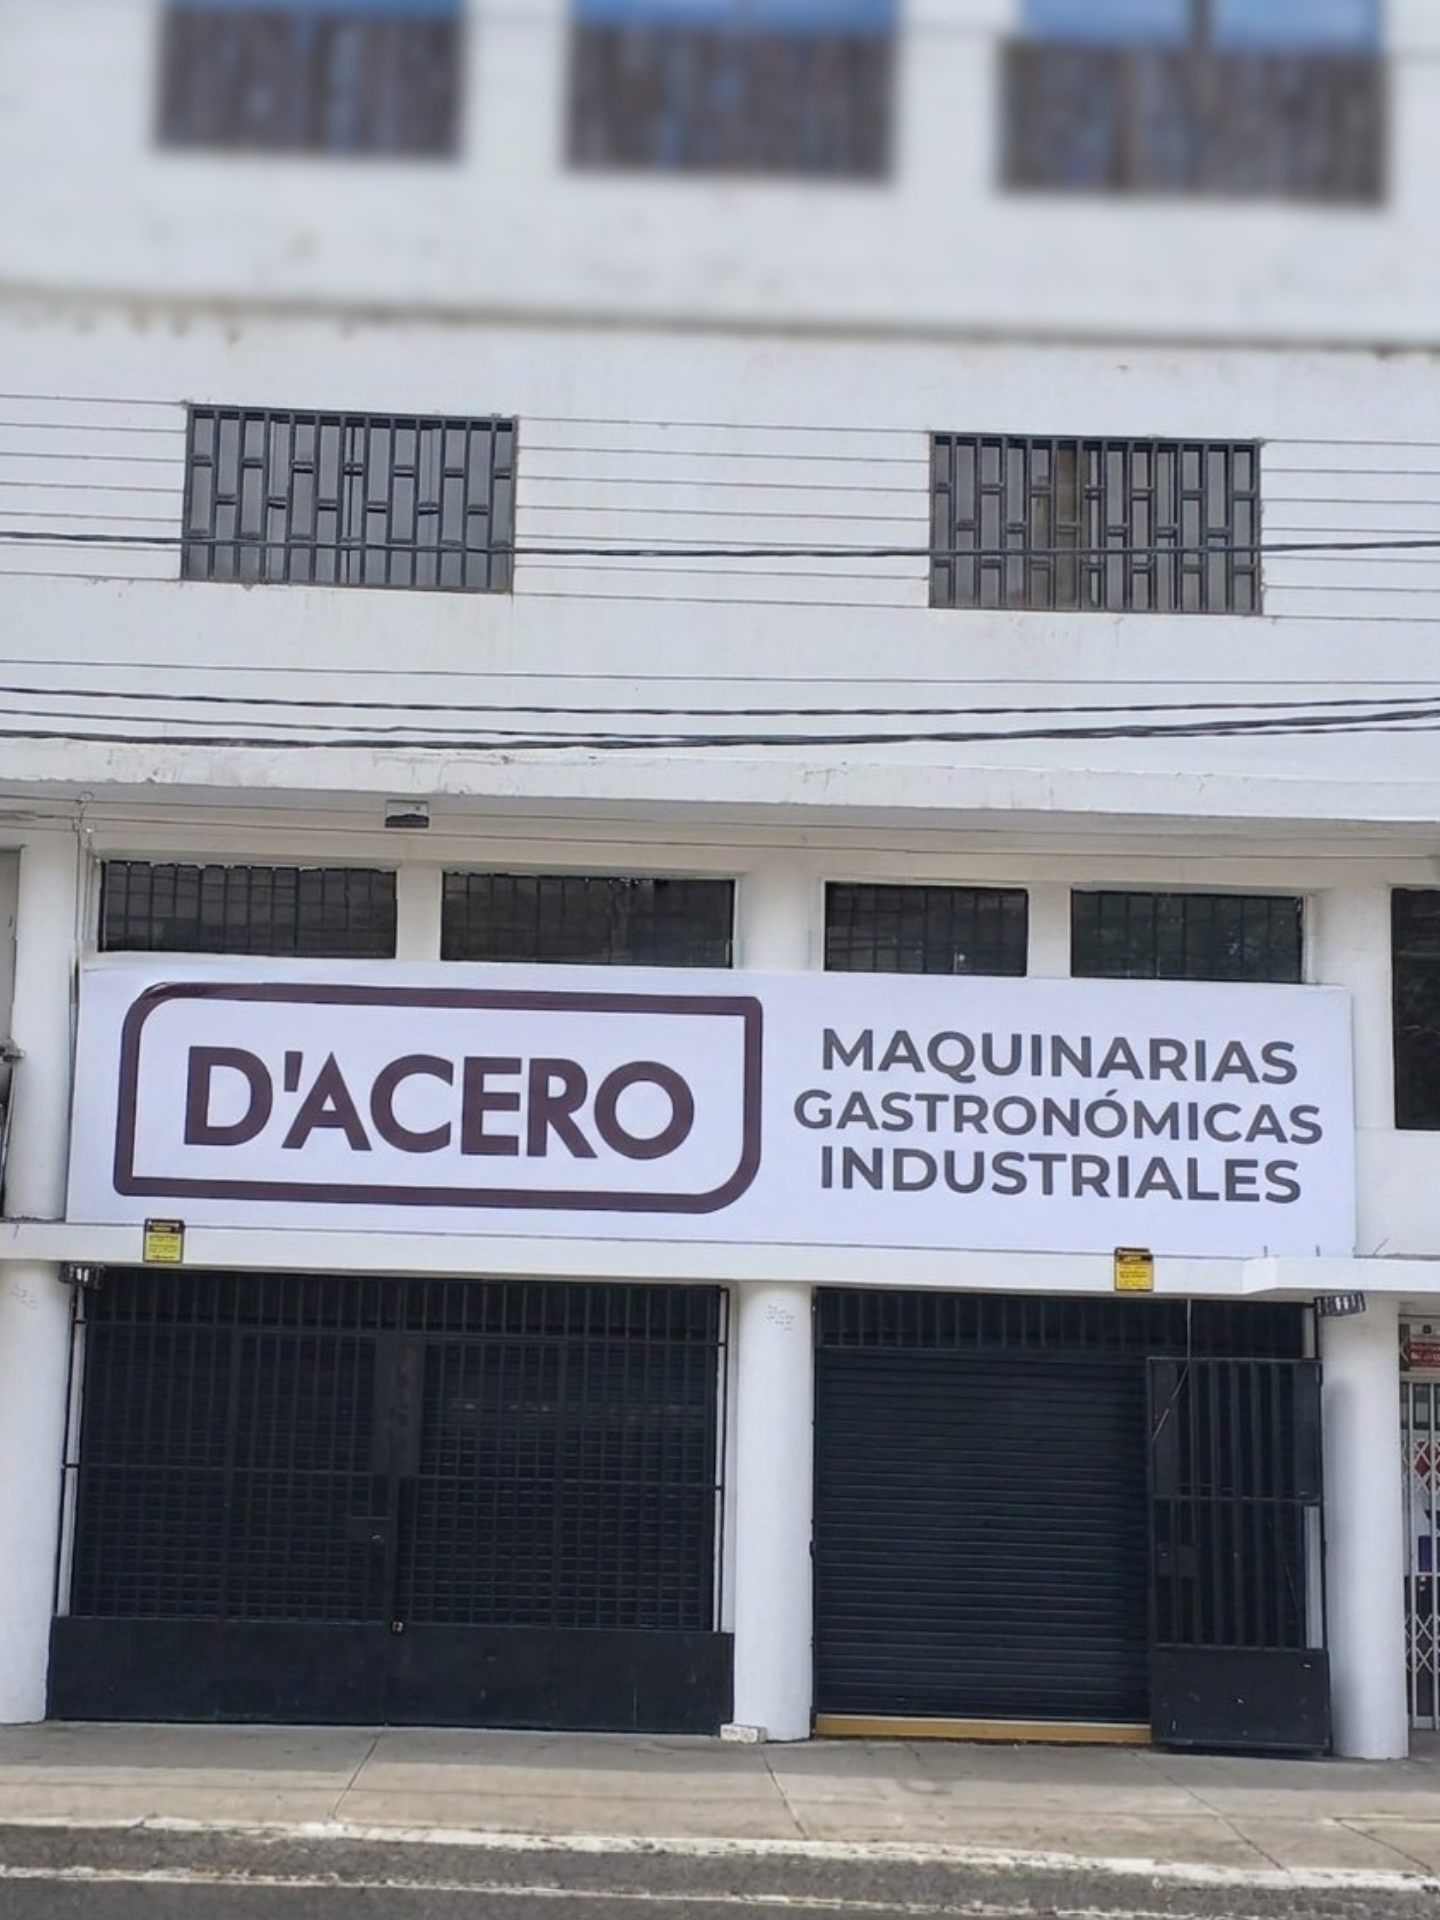 D'ACERO
MAQUINARIAS
GASTRONÓMICAS
INDUSTRIALES